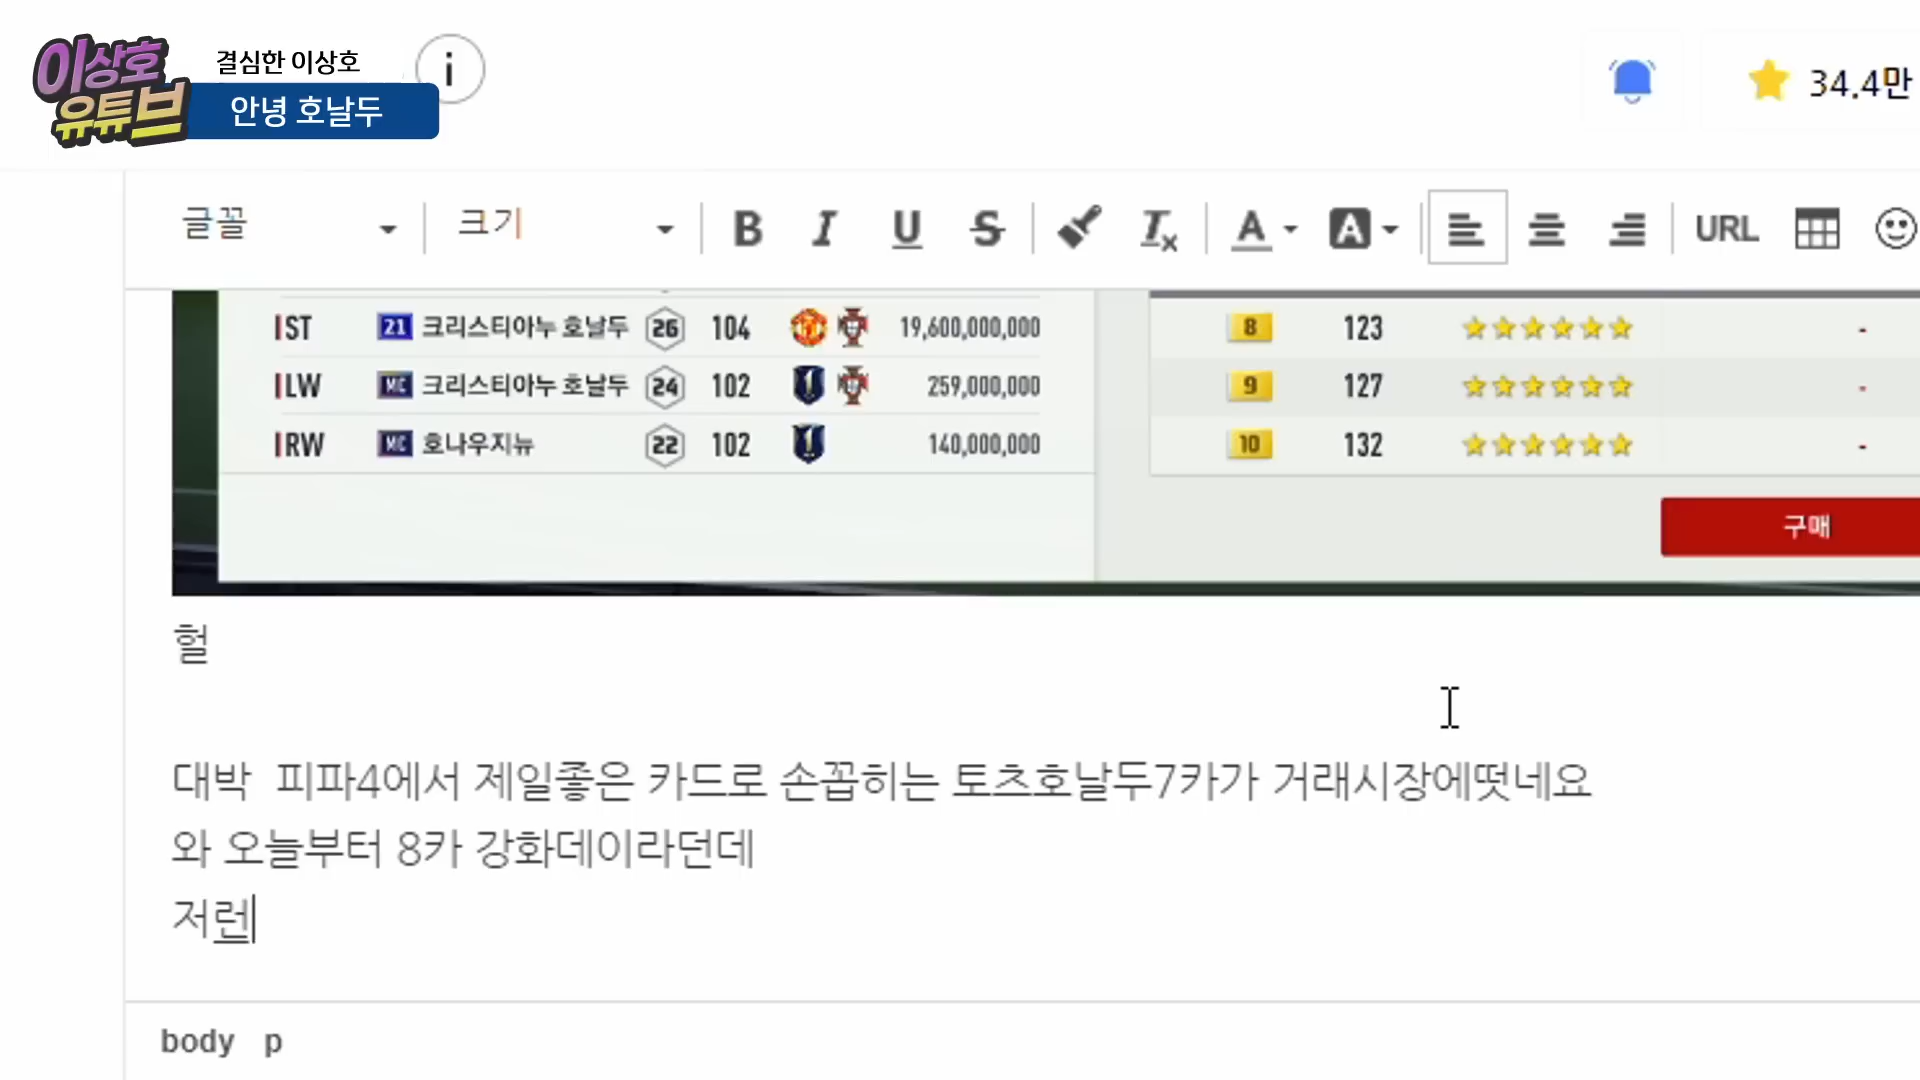 이상호
유튜브
결심한 이상호
안녕 호날두
i
34.4만
글꼴 크기 B I U S Tx A A URL
ST 21 크리스티아누 호날두 26 104 19,600,000,000
LW MC 크리스티아누 호날두 24 102 259,000,000
RW MC 호나우지뉴 22 102 140,000,000
8 123 -
9 127 -
10 132 -
구매
헐
대박 피파4에서 제일좋은 카드로 손꼽히는 토츠호날두7카가 거래시장에떳네요
와 오늘부터 8카 강화데이라던데
저런
body p